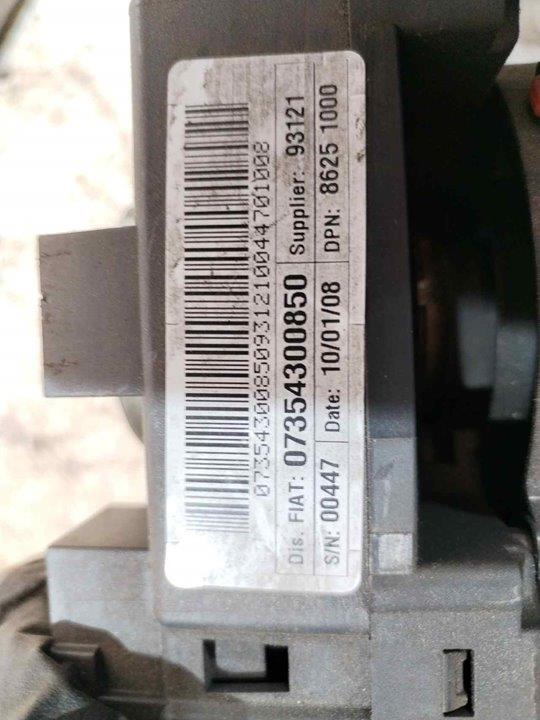 07354300850931210044701008
Dis. FIAT: 07354300850 Supplier: 93121
S/N: 00447 Date: 10/01/08 DPN: 8625 1000